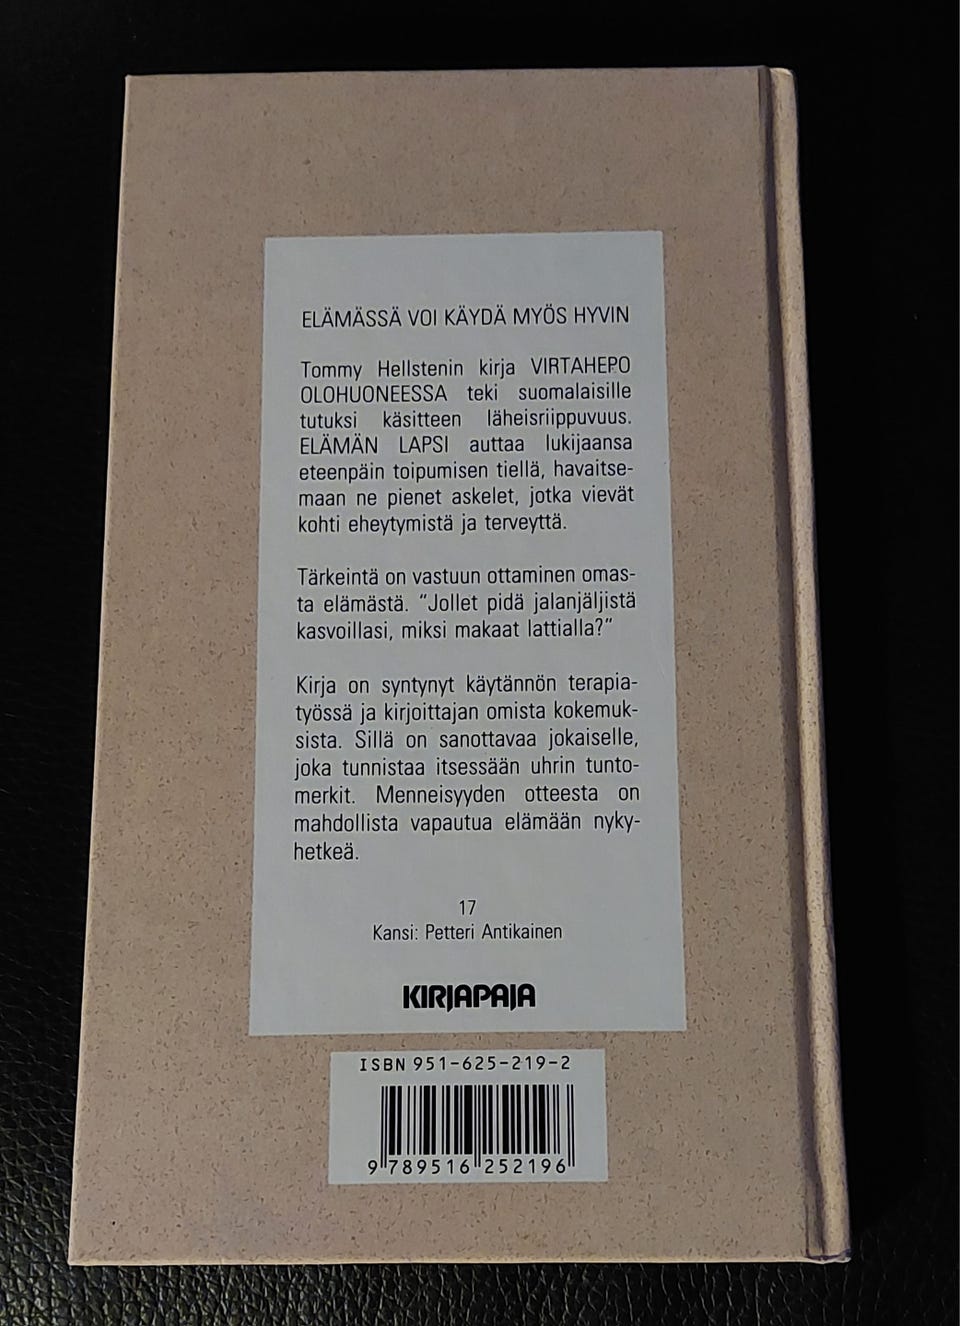 ELÄMÄSSÄ VOI KÄYDÄ MYÖS HYVIN
Tommy Hellstenin kirja VIRTAHEPO
OLOHUONEESSA teki suomalaisille
tutuksi käsitteen läheisriippuvuus.
ELÄMÄN LAPSI auttaa lukijaansa
eteenpäin toipumisen tiellä, havaitse-
maan ne pienet askelet, jotka vievät
kohti eheytymistä ja terveyttä.
Tärkeintä on vastuun ottaminen omas-
ta elämästä. "Jollet pidä jalanjäljistä
kasvoillasi, miksi makaat lattialla?"
Kirja on syntynyt käytännön terapia-
työssä ja kirjoittajan omista kokemuk-
sista. Sillä on sanottavaa jokaiselle,
joka tunnistaa itsessään uhrin tunto-
merkit. Menneisyyden otteesta on
mahdollista vapautua elämään nyky-
hetkeä.
17
Kansi: Petteri Antikainen
KIRJAPAJA
ISBN 951-625-219-2
9 789516 252196